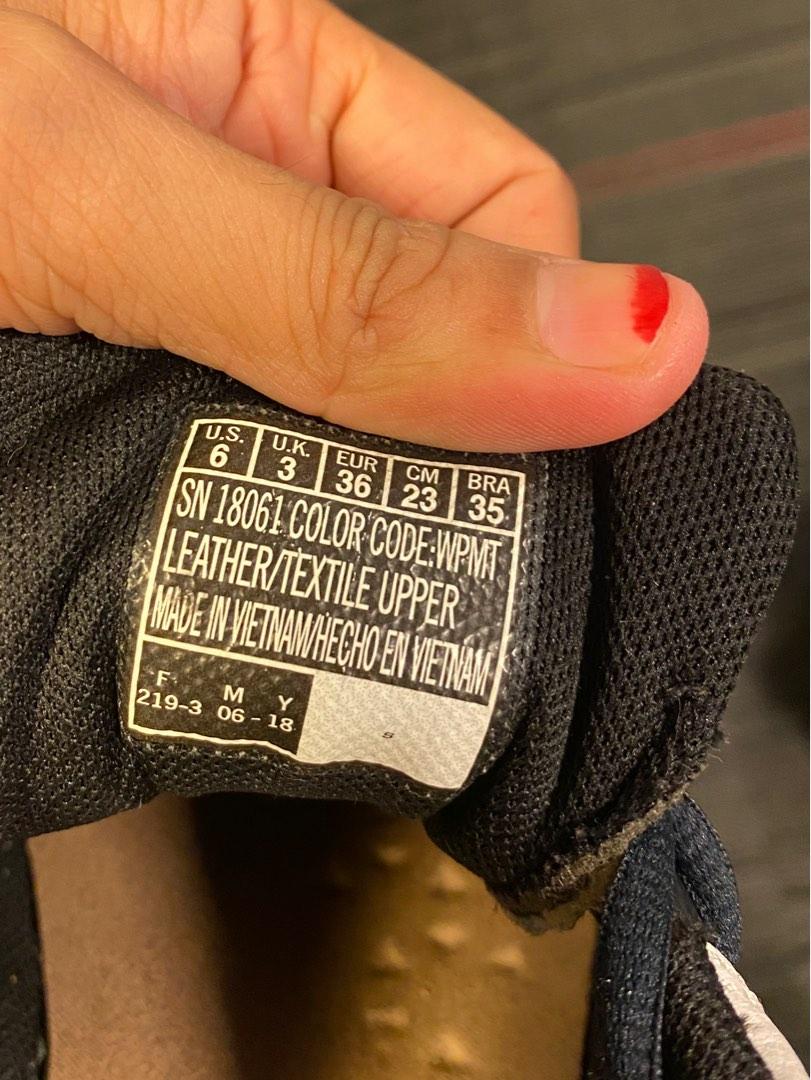 U.S. U.K. EUR CM BRA
6 3 36 23 35
SN 18061 COLOR CODE:WPMT
LEATHER/TEXTILE UPPER
MADE IN VIETNAM/HECHO EN VIETNAM
F M Y
219-3 06-18
S